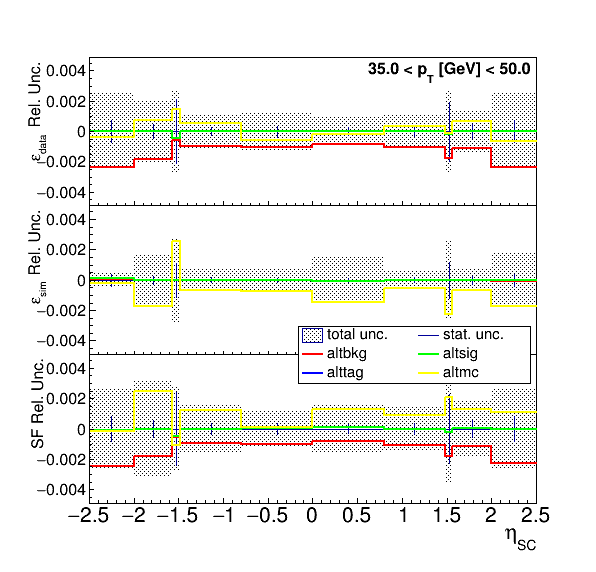 35.0 < p_T [GeV] < 50.0
ε_data Rel. Unc.
0.004
0.002
0
−0.002
−0.004
ε_sim Rel. Unc.
0.004
0.002
0
−0.002
−0.004
total unc. stat. unc.
altbkg altsig
alttag altmc
SF Rel. Unc.
0.004
0.002
0
−0.002
−0.004
−2.5 −2 −1.5 −1 −0.5 0 0.5 1 1.5 2 2.5
η_SC